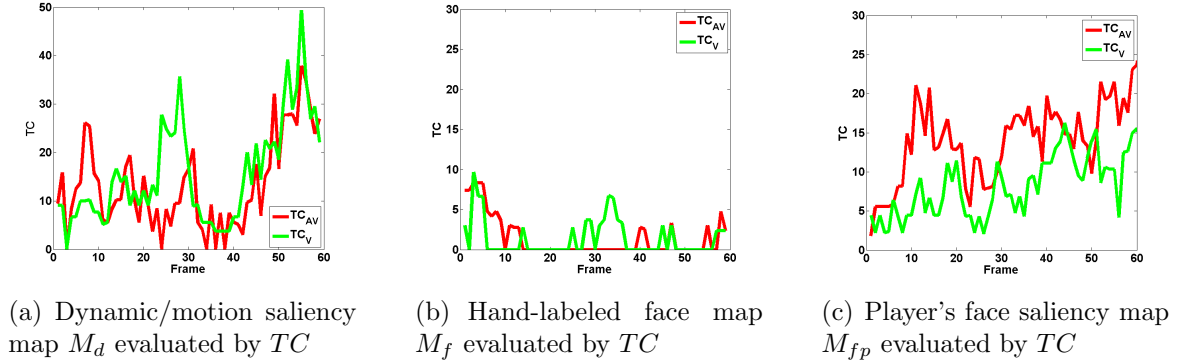 50
40
30
20
10
0
TC
0 10 20 30 40 50 60
Frame
TC_AV
TC_V
30
25
20
15
10
5
0
TC
0 10 20 30 40 50 60
Frame
TC_AV
TC_V
30
25
20
15
10
5
0
TC
0 10 20 30 40 50 60
Frame
TC_AV
TC_V
(a) Dynamic/motion saliency
map M_d evaluated by TC
(b) Hand-labeled face map
M_f evaluated by TC
(c) Player's face saliency map
M_fp evaluated by TC